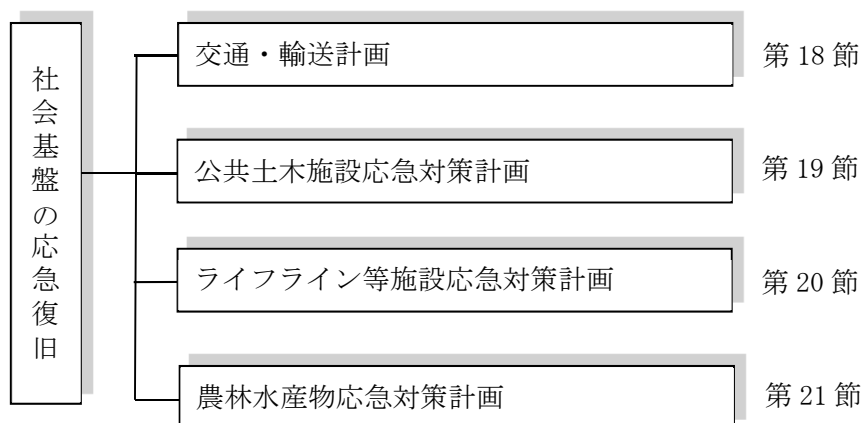 社会基盤の応急復旧
交通・輸送計画 第18節
公共土木施設応急対策計画 第19節
ライフライン等施設応急対策計画 第20節
農林水産物応急対策計画 第21節